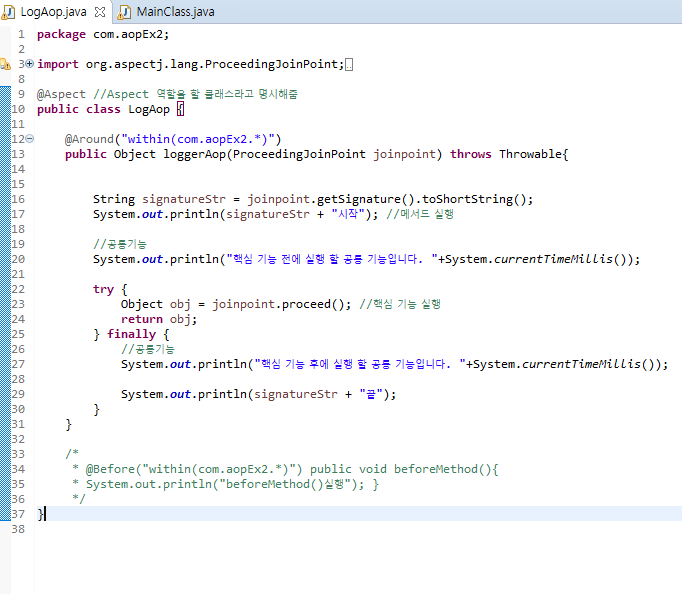 LogAop.java MainClass.java
1 package com.aopEx2;
2
3 import org.aspectj.lang.ProceedingJoinPoint;
8
9 @Aspect //Aspect 역할을 할 클래스라고 명시해줌
10 public class LogAop {
11
12 @Around("within(com.aopEx2.*)")
13 public Object loggerAop(ProceedingJoinPoint joinpoint) throws Throwable{
14
15
16 String signatureStr = joinpoint.getSignature().toShortString();
17 System.out.println(signatureStr + "시작"); //메서드 실행
18
19 //공통기능
20 System.out.println("핵심 기능 전에 실행 할 공통 기능입니다. "+System.currentTimeMillis());
21
22 try {
23 Object obj = joinpoint.proceed(); //핵심 기능 실행
24 return obj;
25 } finally {
26 //공통기능
27 System.out.println("핵심 기능 후에 실행 할 공통 기능입니다. "+System.currentTimeMillis());
28
29 System.out.println(signatureStr + "끝");
30 }
31 }
32
33 /*
34 * @Before("within(com.aopEx2.*)") public void beforeMethod(){
35 * System.out.println("beforeMethod()실행"); }
36 */
37 }
38